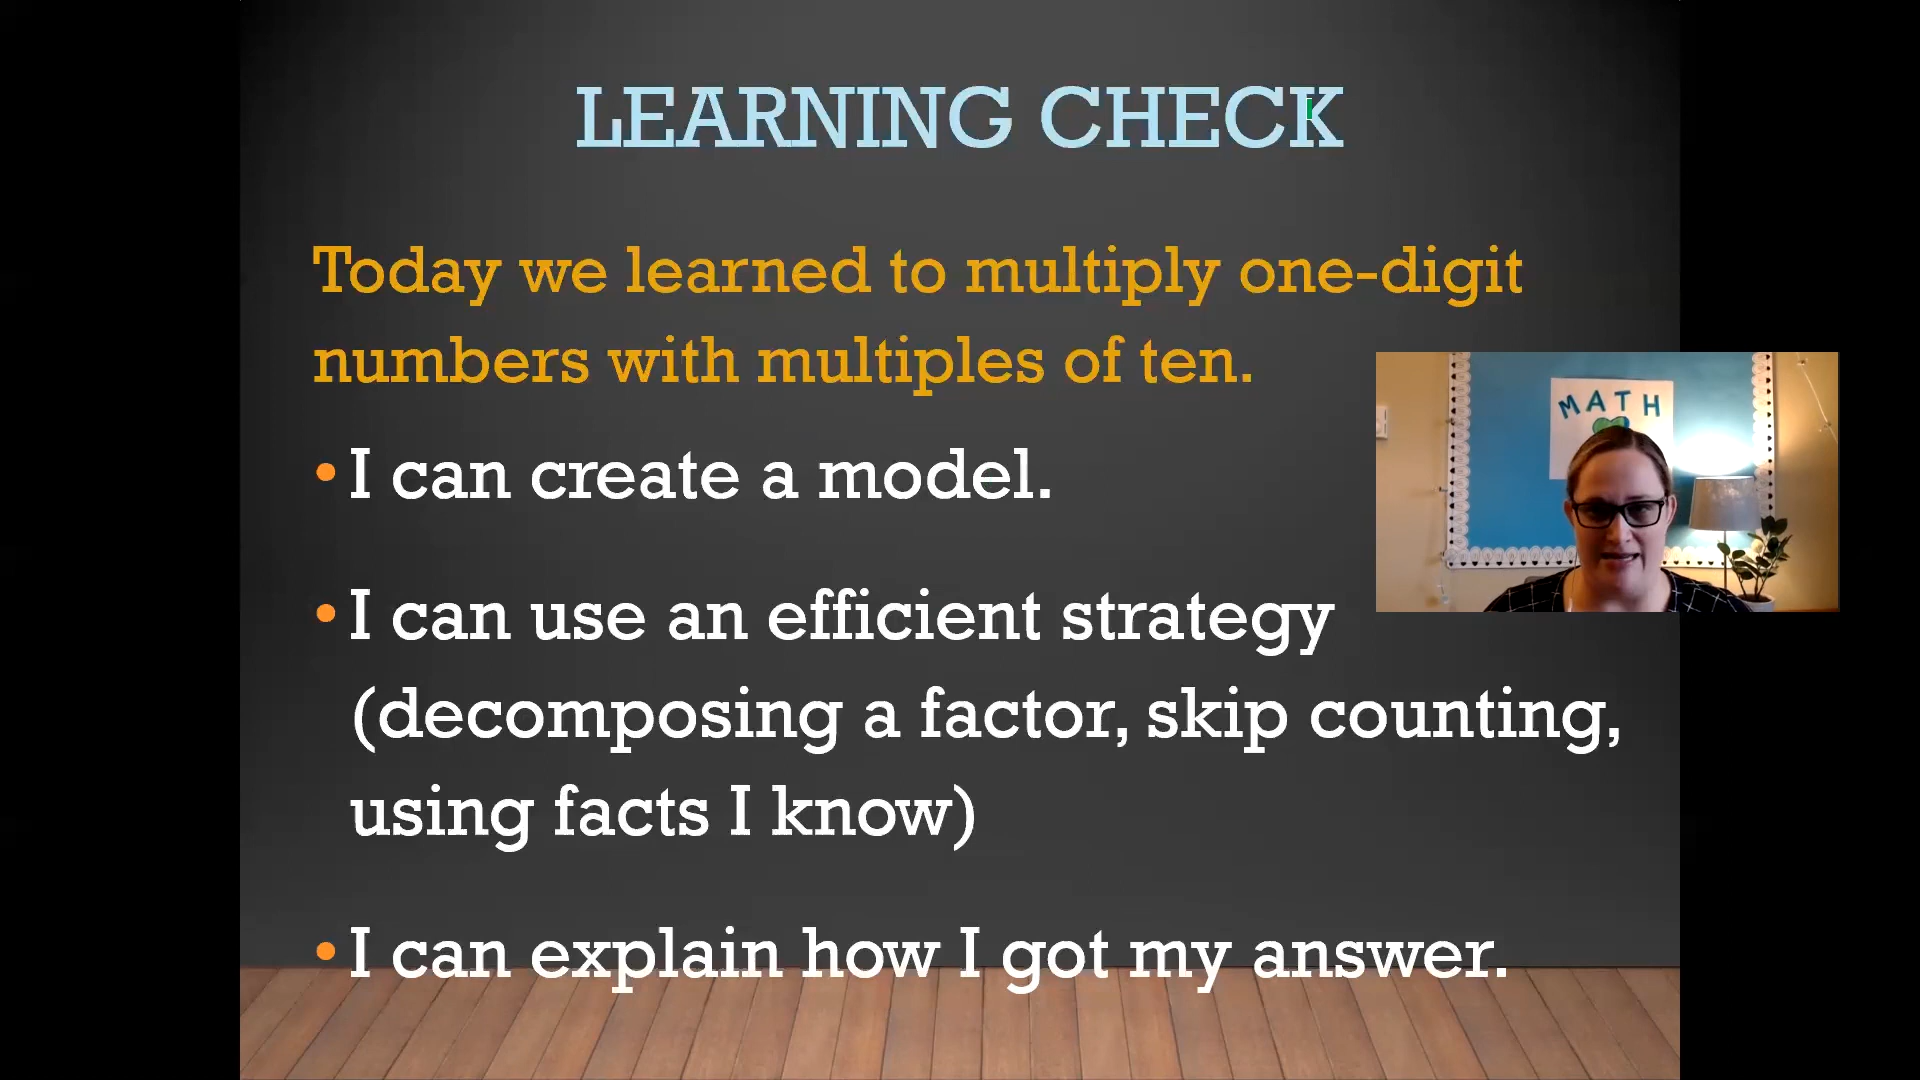 LEARNING CHECK
Today we learned to multiply one-digit
numbers with multiples of ten.
MATH
• I can create a model.
• I can use an efficient strategy
(decomposing a factor, skip counting,
using facts I know)
• I can explain how I got my answer.